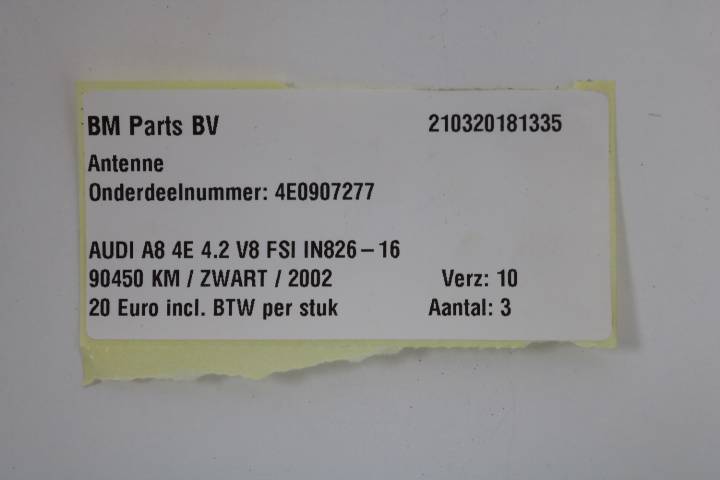 BM Parts BV 210320181335
Antenne
Onderdeelnummer: 4E0907277
AUDI A8 4E 4.2 V8 FSI IN826-16
90450 KM / ZWART / 2002 Verz: 10
20 Euro incl. BTW per stuk Aantal: 3